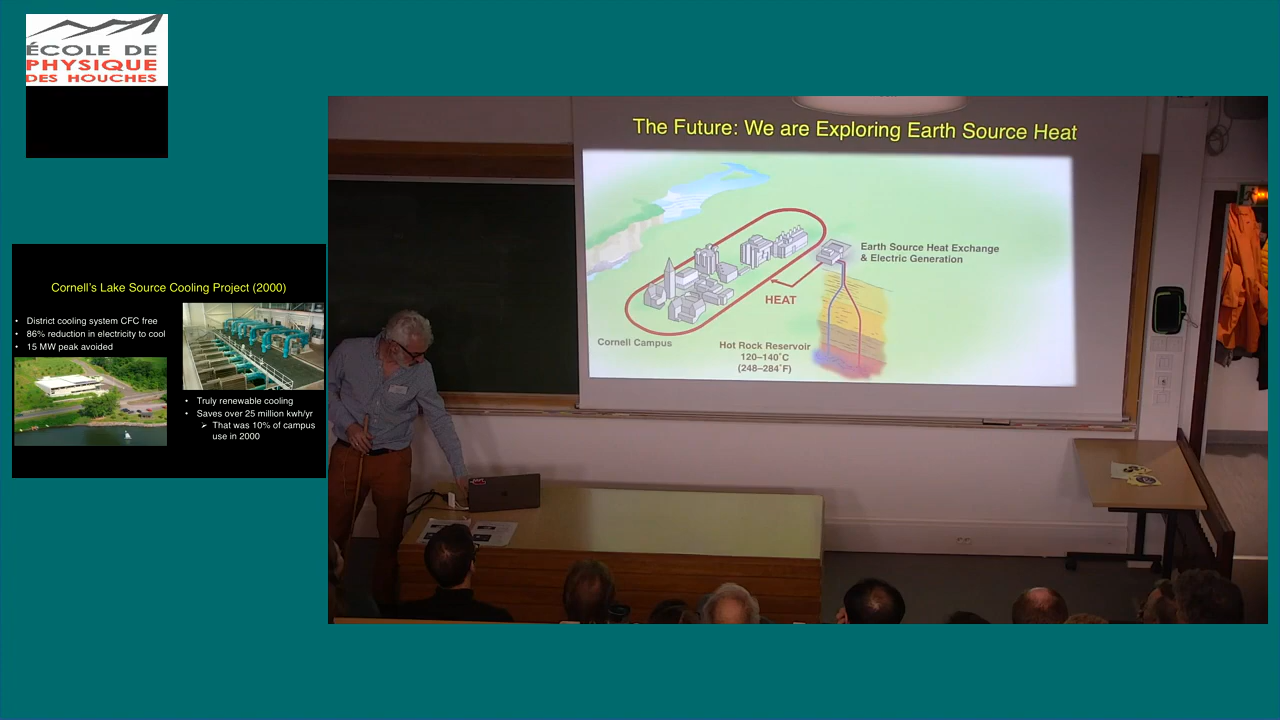 ÉCOLE DE
PHYSIQUE
DES HOUCHES
Cornell's Lake Source Cooling Project (2000)
• District cooling system CFC free
• 86% reduction in electricity to cool
• 15 MW peak avoided
• Truly renewable cooling
• Saves over 25 million kwh/yr
➢ That was 10% of campus
use in 2000
The Future: We are Exploring Earth Source Heat
Earth Source Heat Exchange
& Electric Generation
HEAT
Cornell Campus
Hot Rock Reservoir
120–140˚C
(248–284˚F)